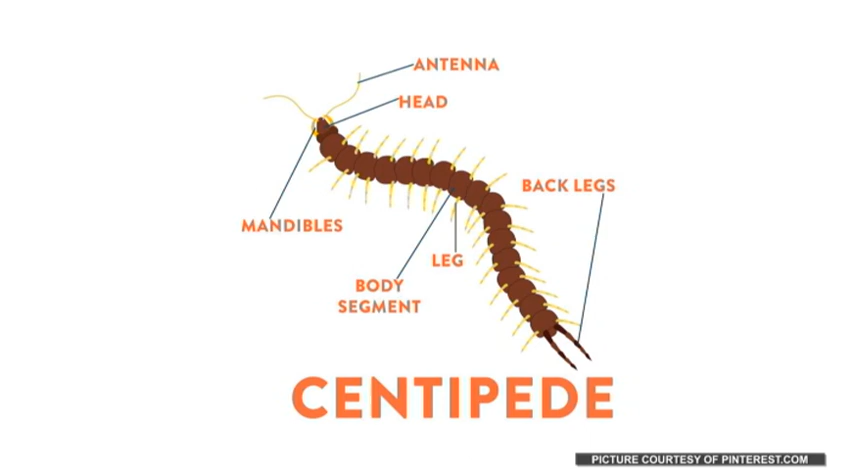 ANTENNA
HEAD
BACK LEGS
MANDIBLES
LEG
BODY
SEGMENT
CENTIPEDE
PICTURE COURTESY OF PINTEREST.COM